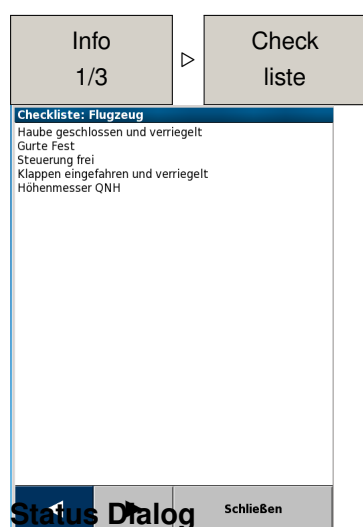 Info
1/3
Check
liste
Checkliste: Flugzeug
Haube geschlossen und verriegelt
Gurte Fest
Steuerung frei
Klappen eingefahren und verriegelt
Höhenmesser QNH
Status Dialog
Schließen